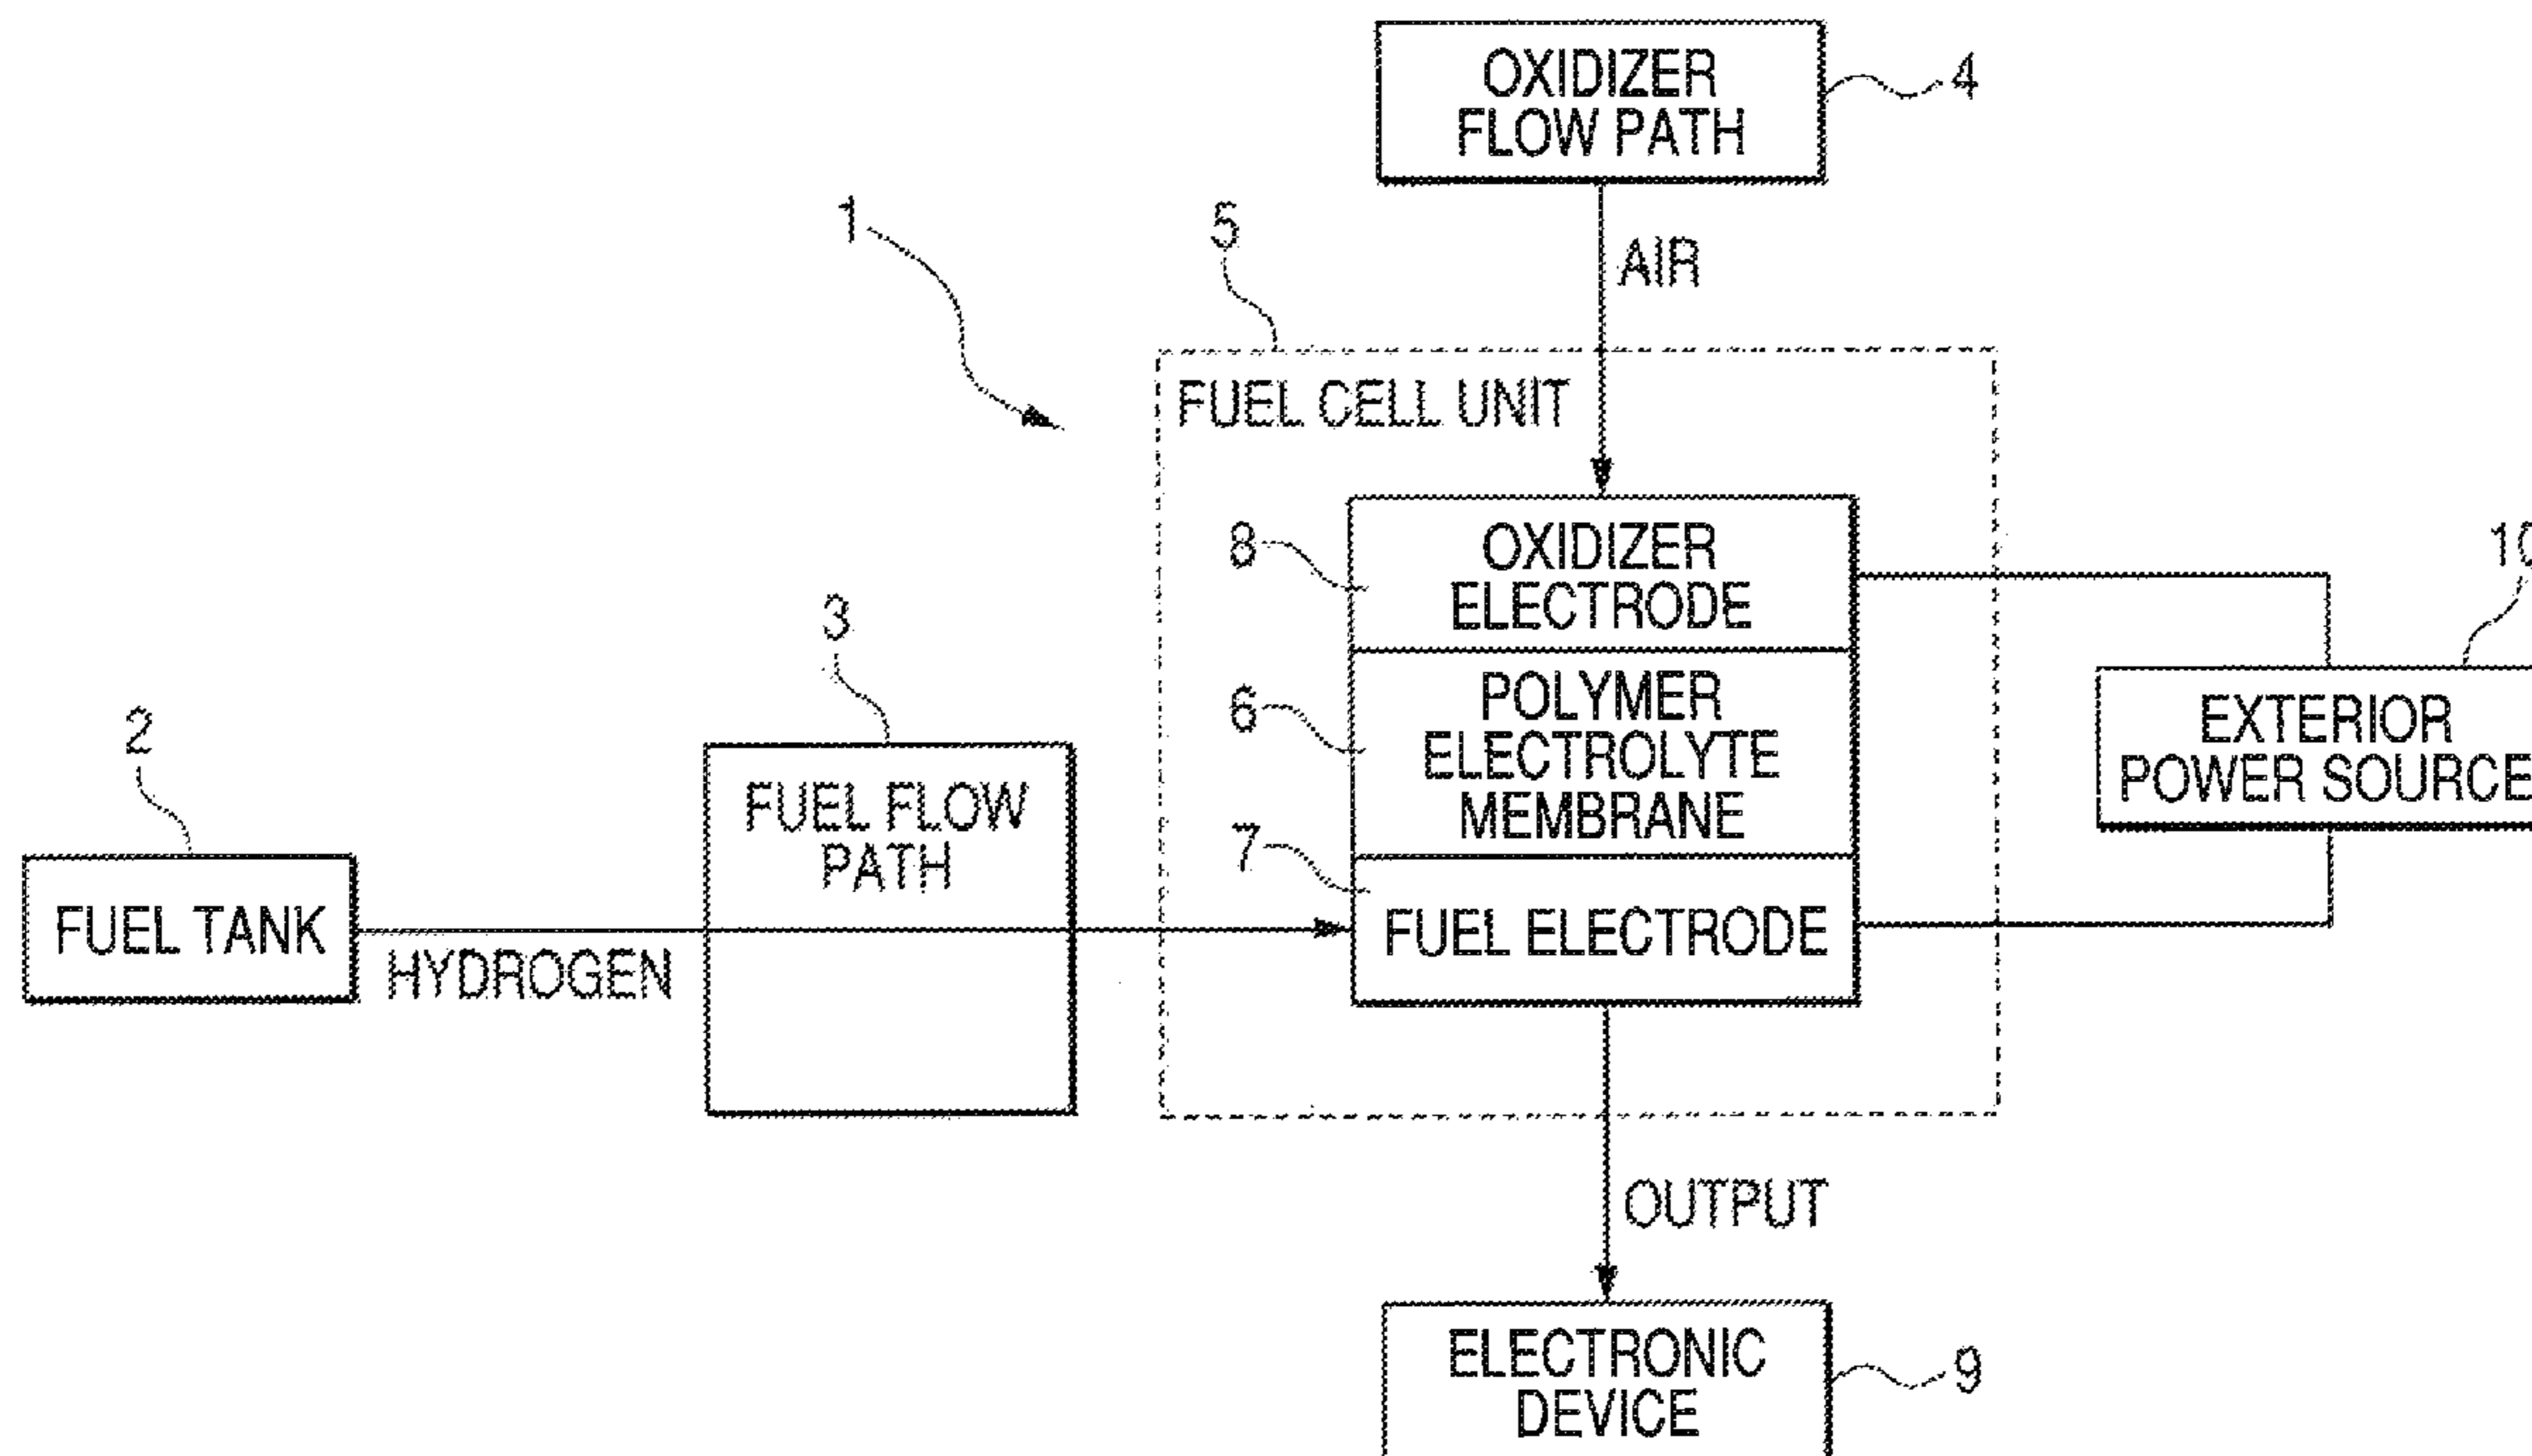 OXIDIZER
FLOW PATH
4
1
5
AIR
FUEL CELL UNIT
8
OXIDIZER
ELECTRODE
10
3
6
POLYMER
ELECTROLYTE
MEMBRANE
EXTERIOR
POWER SOURCE
2
FUEL FLOW
PATH
7
FUEL TANK
HYDROGEN
FUEL ELECTRODE
OUTPUT
ELECTRONIC
DEVICE
9